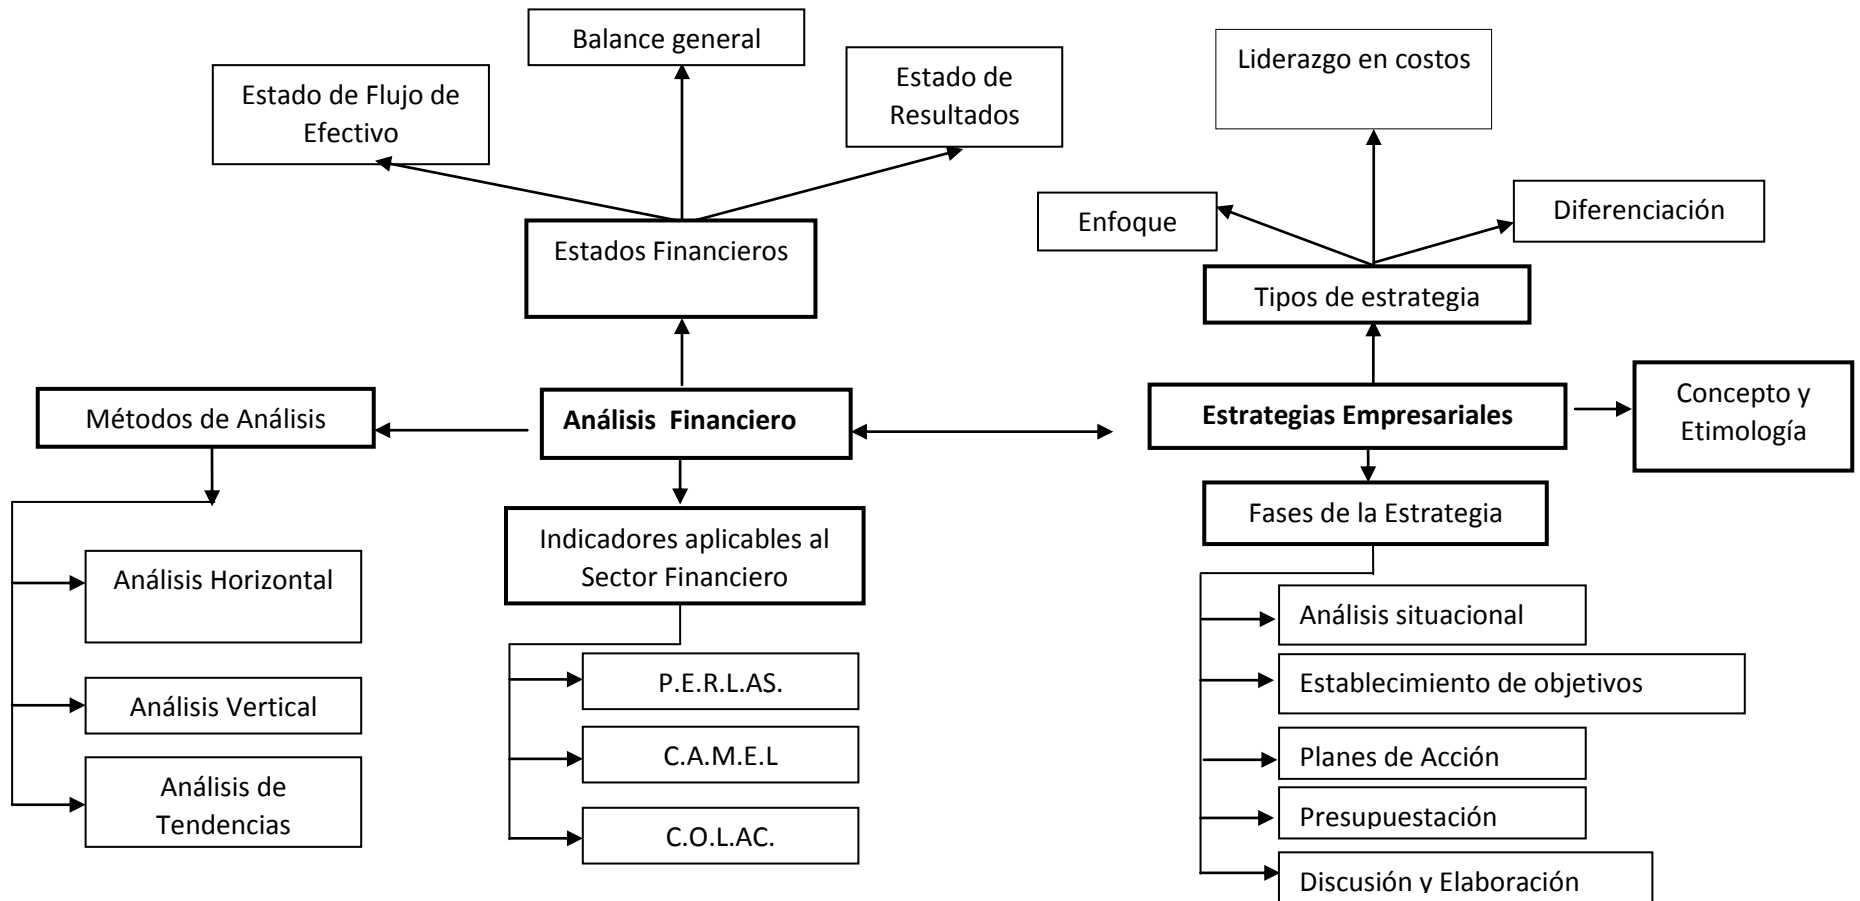 Balance general
Estado de Flujo de
Efectivo
Estado de
Resultados
Estados Financieros
Liderazgo en costos
Enfoque
Diferenciación
Tipos de estrategia
Métodos de Análisis
Análisis Financiero
Estrategias Empresariales
Concepto y
Etimología
Análisis Horizontal
Análisis Vertical
Análisis de
Tendencias
Indicadores aplicables al
Sector Financiero
P.E.R.L.AS.
C.A.M.E.L
C.O.L.AC.
Fases de la Estrategia
Análisis situacional
Establecimiento de objetivos
Planes de Acción
Presupuestación
Discusión y Elaboración